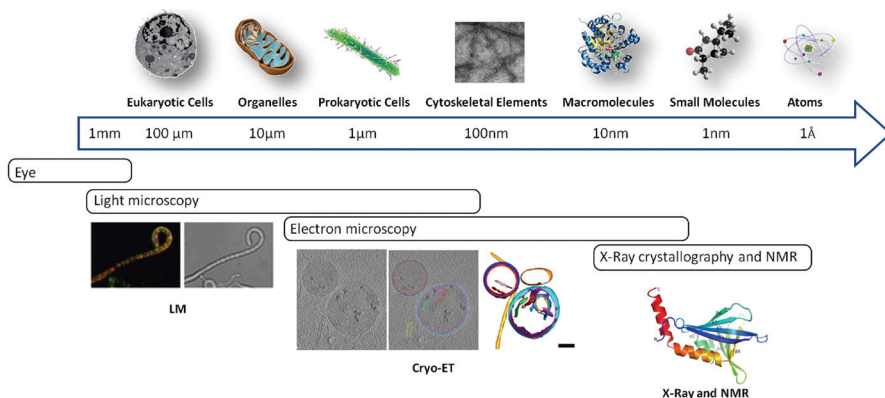 Eukaryotic Cells Organelles Prokaryotic Cells Cytoskeletal Elements Macromolecules Small Molecules Atoms
1mm 100 µm 10µm 1µm 100nm 10nm 1nm 1Å
Eye
Light microscopy
Electron microscopy
X-Ray crystallography and NMR
LM
Cryo-ET
X-Ray and NMR